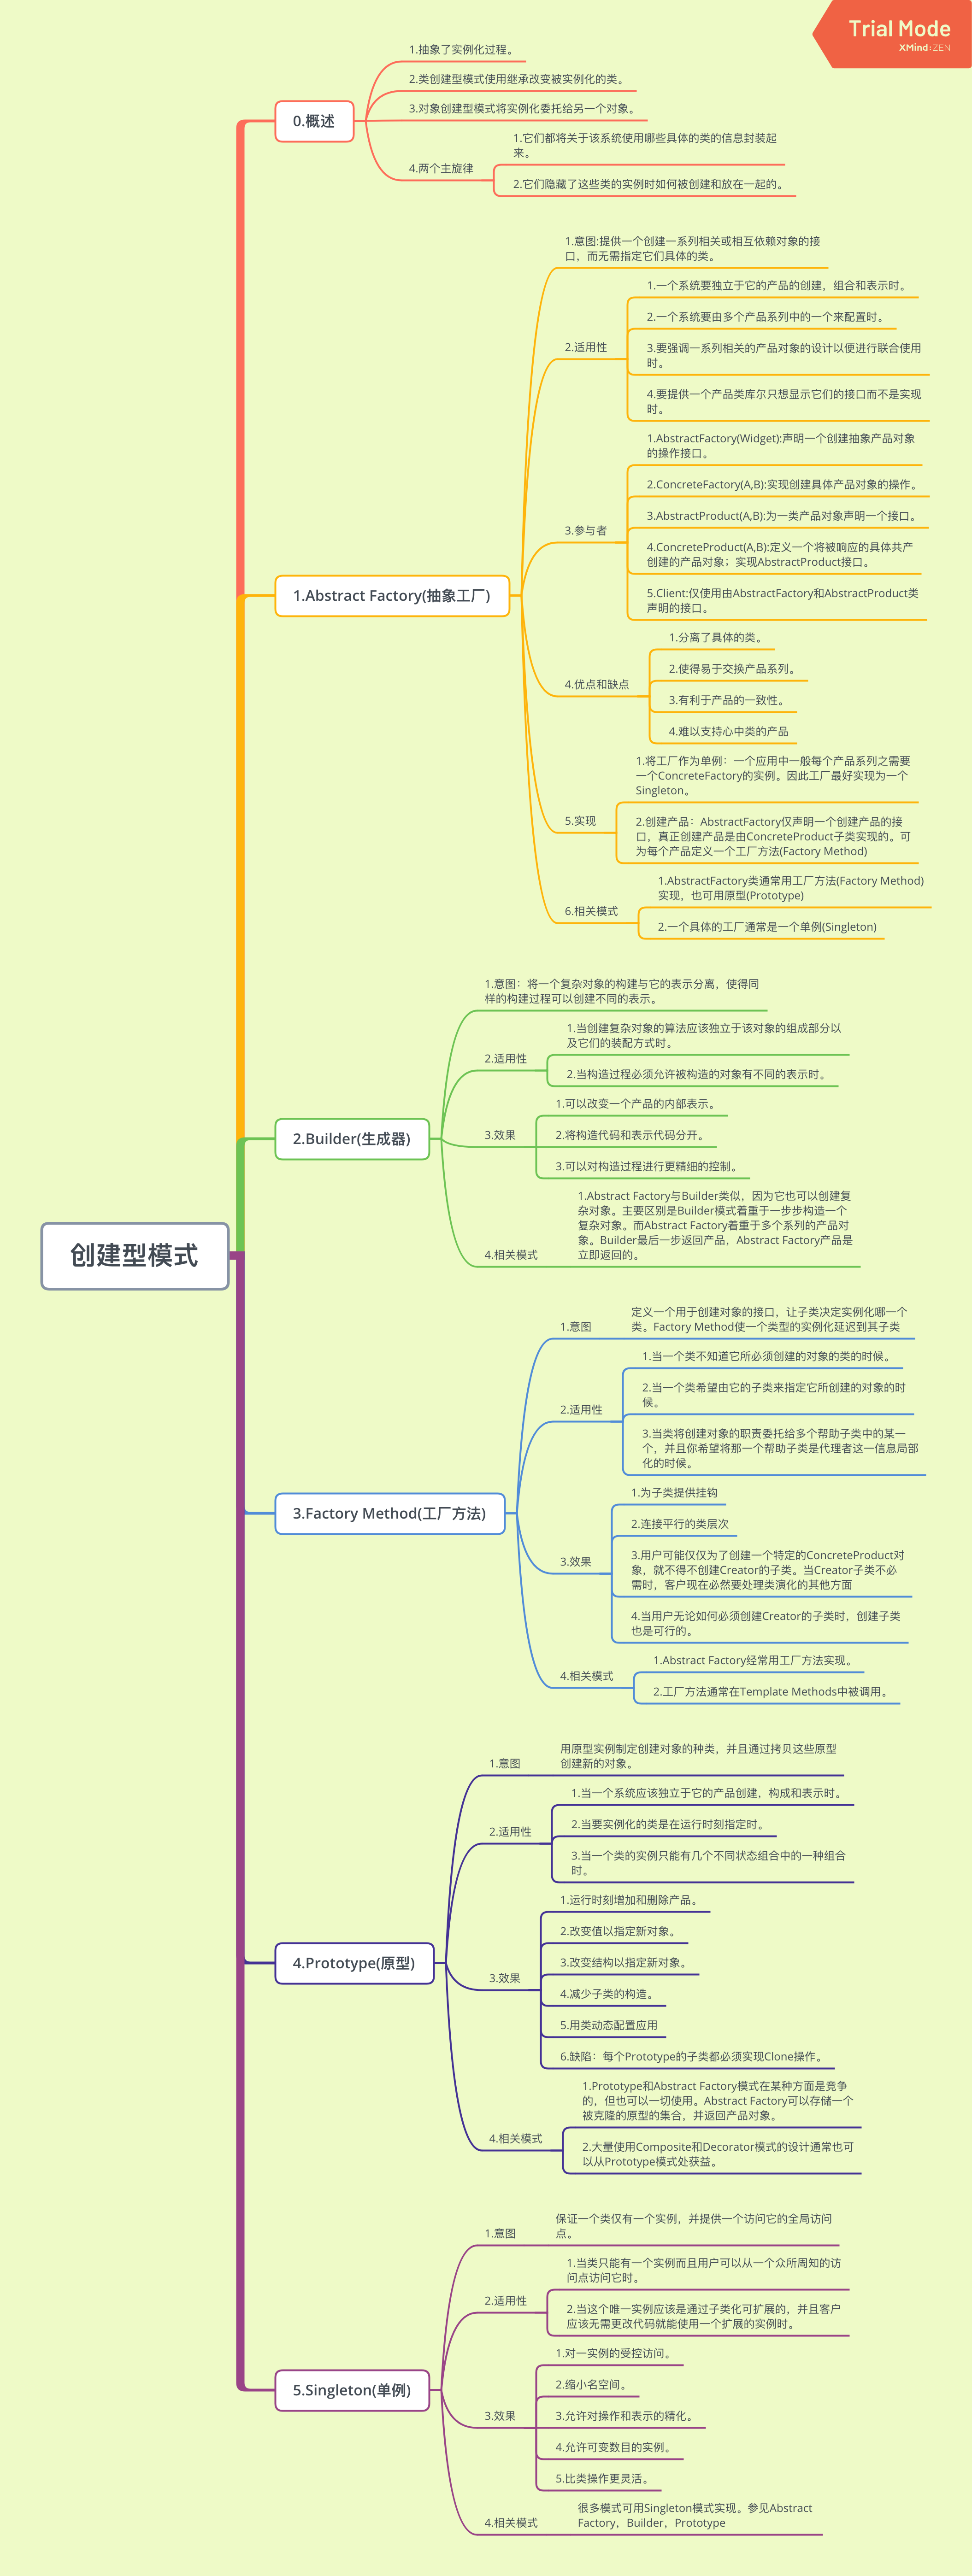 Trial Mode
XMind:ZEN
创建型模式
0.概述
1.抽象了实例化过程。
2.类创建型模式使用继承改变被实例化的类。
3.对象创建型模式将实例化委托给另一个对象。
4.两个主旋律
1.它们都将关于该系统使用哪些具体的类的信息封装起
来。
2.它们隐藏了这些类的实例时如何被创建和放在一起的。
1.Abstract Factory(抽象工厂)
1.意图:提供一个创建一系列相关或相互依赖对象的接
口，而无需指定它们具体的类。
2.适用性
1.一个系统要独立于它的产品的创建，组合和表示时。
2.一个系统要由多个产品系列中的一个来配置时。
3.要强调一系列相关的产品对象的设计以便进行联合使用
时。
4.要提供一个产品类库尔只想显示它们的接口而不是实现
时。
3.参与者
1.AbstractFactory(Widget):声明一个创建抽象产品对象
的操作接口。
2.ConcreteFactory(A,B):实现创建具体产品对象的操作。
3.AbstractProduct(A,B):为一类产品对象声明一个接口。
4.ConcreteProduct(A,B):定义一个将被响应的具体共产
创建的产品对象；实现AbstractProduct接口。
5.Client:仅使用由AbstractFactory和AbstractProduct类
声明的接口。
4.优点和缺点
1.分离了具体的类。
2.使得易于交换产品系列。
3.有利于产品的一致性。
4.难以支持心中类的产品
5.实现
1.将工厂作为单例：一个应用中一般每个产品系列之需要
一个ConcreteFactory的实例。因此工厂最好实现为一个
Singleton。
2.创建产品：AbstractFactory仅声明一个创建产品的接
口，真正创建产品是由ConcreteProduct子类实现的。可
为每个产品定义一个工厂方法(Factory Method)
6.相关模式
1.AbstractFactory类通常用工厂方法(Factory Method)
实现，也可用原型(Prototype)
2.一个具体的工厂通常是一个单例(Singleton)
2.Builder(生成器)
1.意图：将一个复杂对象的构建与它的表示分离，使得同
样的构建过程可以创建不同的表示。
2.适用性
1.当创建复杂对象的算法应该独立于该对象的组成部分以
及它们的装配方式时。
2.当构造过程必须允许被构造的对象有不同的表示时。
3.效果
1.可以改变一个产品的内部表示。
2.将构造代码和表示代码分开。
3.可以对构造过程进行更精细的控制。
4.相关模式
1.Abstract Factory与Builder类似，因为它也可以创建复
杂对象。主要区别是Builder模式着重于一步步构造一个
复杂对象。而Abstract Factory着重于多个系列的产品对
象。Builder最后一步返回产品，Abstract Factory产品是
立即返回的。
3.Factory Method(工厂方法)
1.意图
定义一个用于创建对象的接口，让子类决定实例化哪一个
类。Factory Method使一个类型的实例化延迟到其子类
2.适用性
1.当一个类不知道它所必须创建的对象的类的时候。
2.当一个类希望由它的子类来指定它所创建的对象的时
候。
3.当类将创建对象的职责委托给多个帮助子类中的某一
个，并且你希望将那一个帮助子类是代理者这一信息局部
化的时候。
3.效果
1.为子类提供挂钩
2.连接平行的类层次
3.用户可能仅仅为了创建一个特定的ConcreteProduct对
象，就不得不创建Creator的子类。当Creator子类不必
需时，客户现在必然要处理类演化的其他方面
4.当用户无论如何必须创建Creator的子类时，创建子类
也是可行的。
4.相关模式
1.Abstract Factory经常用工厂方法实现。
2.工厂方法通常在Template Methods中被调用。
4.Prototype(原型)
1.意图
用原型实例制定创建对象的种类，并且通过拷贝这些原型
创建新的对象。
2.适用性
1.当一个系统应该独立于它的产品创建，构成和表示时。
2.当要实例化的类是在运行时刻指定时。
3.当一个类的实例只能有几个不同状态组合中的一种组合
时。
3.效果
1.运行时刻增加和删除产品。
2.改变值以指定新对象。
3.改变结构以指定新对象。
4.减少子类的构造。
5.用类动态配置应用
6.缺陷：每个Prototype的子类都必须实现Clone操作。
4.相关模式
1.Prototype和Abstract Factory模式在某种方面是竞争
的，但也可以一切使用。Abstract Factory可以存储一个
被克隆的原型的集合，并返回产品对象。
2.大量使用Composite和Decorator模式的设计通常也可
以从Prototype模式处获益。
5.Singleton(单例)
1.意图
保证一个类仅有一个实例，并提供一个访问它的全局访问
点。
2.适用性
1.当类只能有一个实例而且用户可以从一个众所周知的访
问点访问它时。
2.当这个唯一实例应该是通过子类化可扩展的，并且客户
应该无需更改代码就能使用一个扩展的实例时。
3.效果
1.对一实例的受控访问。
2.缩小名空间。
3.允许对操作和表示的精化。
4.允许可变数目的实例。
5.比类操作更灵活。
4.相关模式
很多模式可用Singleton模式实现。参见Abstract
Factory，Builder，Prototype